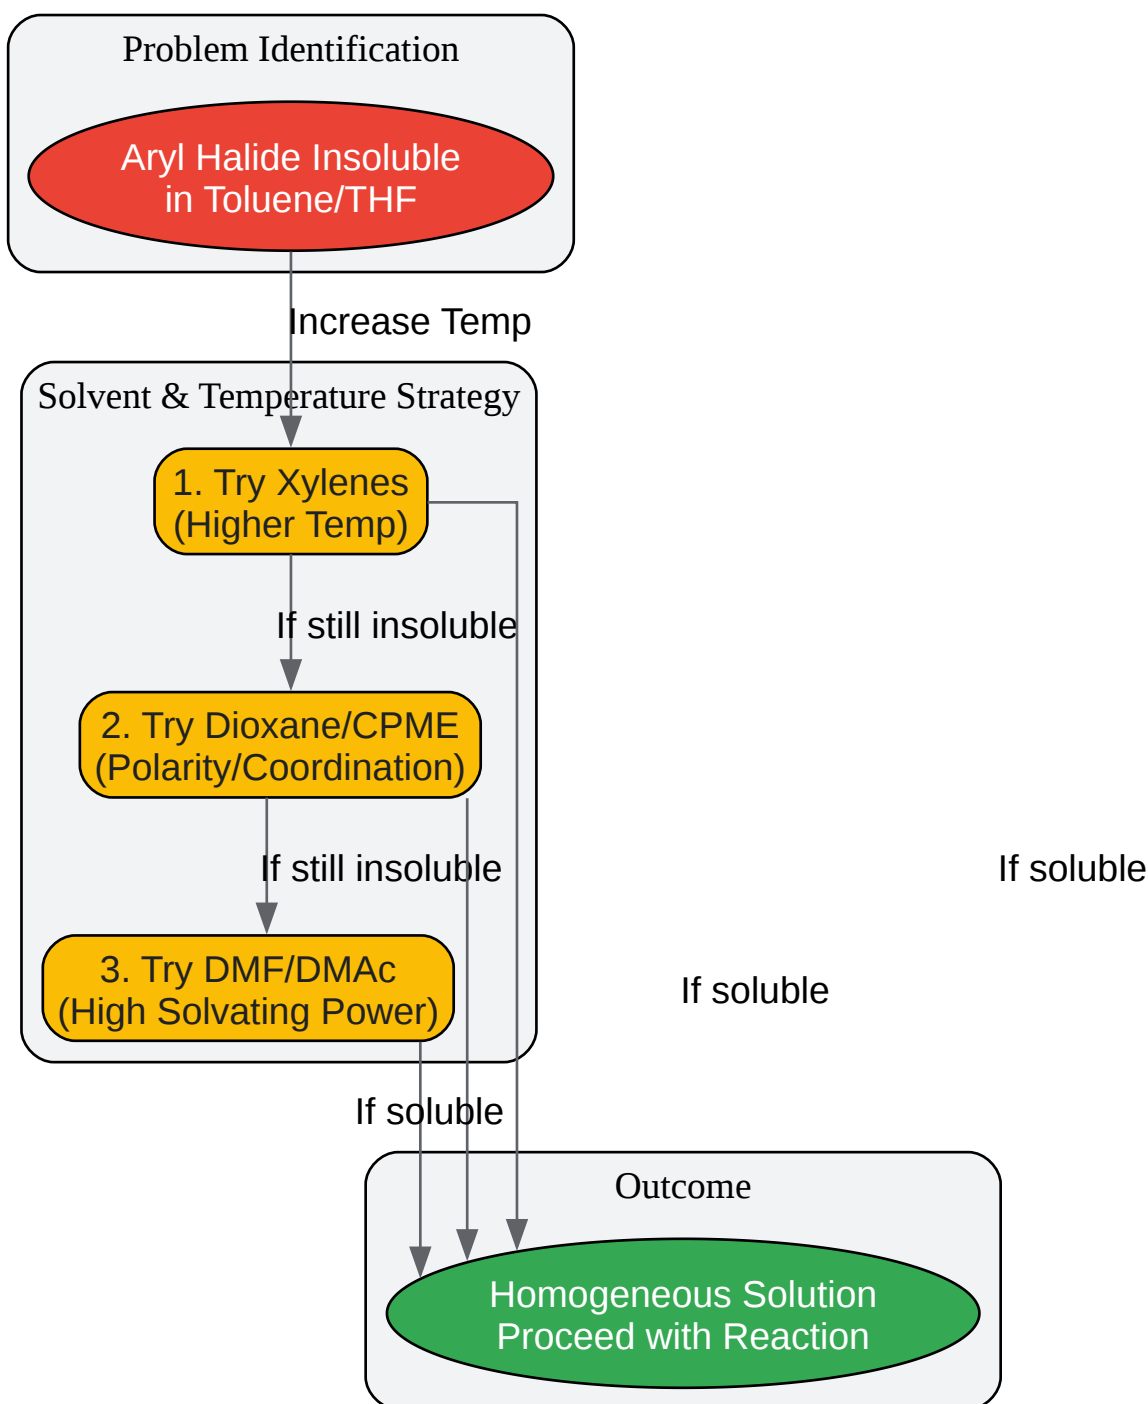 Problem Identification
Aryl Halide Insoluble
in Toluene/THF
Increase Temp
Solvent & Temperature Strategy
1. Try Xylenes
(Higher Temp)
If still insoluble
2. Try Dioxane/CPME
(Polarity/Coordination)
If still insoluble
If soluble
3. Try DMF/DMAc
(High Solvating Power)
If soluble
If soluble
Outcome
Homogeneous Solution
Proceed with Reaction